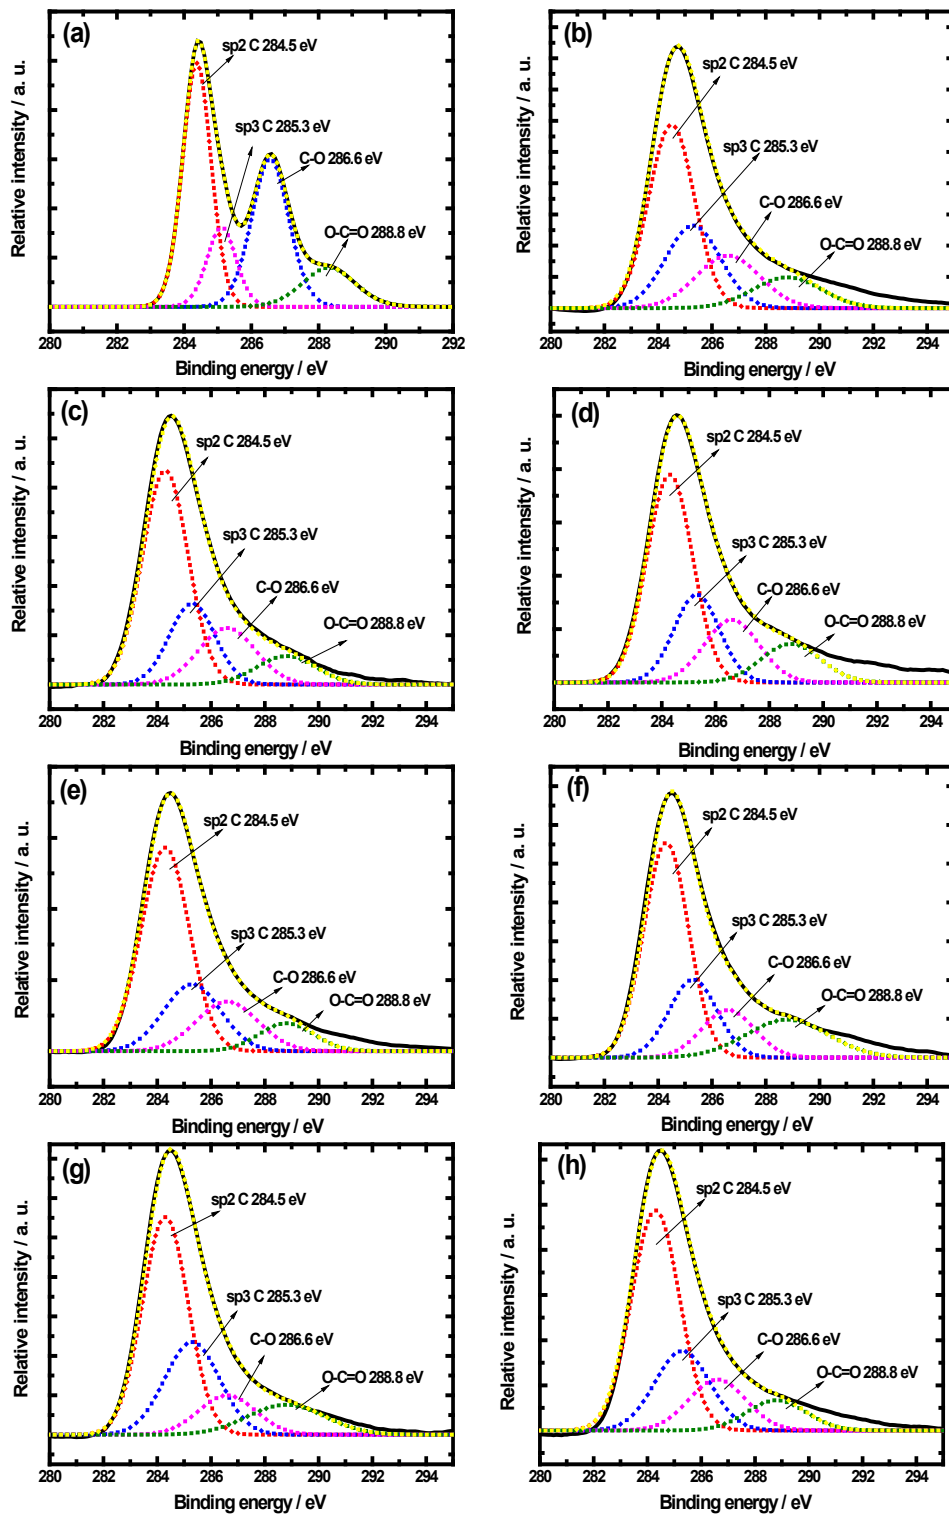 (a)
sp2 C 284.5 eV
sp3 C 285.3 eV
C-O 286.6 eV
O-C=O 288.8 eV
Relative intensity / a. u.
280 282 284 286 288 290 292
Binding energy / eV
(b)
sp2 C 284.5 eV
sp3 C 285.3 eV
C-O 286.6 eV
O-C=O 288.8 eV
Relative intensity / a. u.
280 282 284 286 288 290 292 294
Binding energy / eV
(c)
sp2 C 284.5 eV
sp3 C 285.3 eV
C-O 286.6 eV
O-C=O 288.8 eV
Relative intensity / a. u.
280 282 284 286 288 290 292 294
Binding energy / eV
(d)
sp2 C 284.5 eV
sp3 C 285.3 eV
C-O 286.6 eV
O-C=O 288.8 eV
Relative intensity / a. u.
280 282 284 286 288 290 292 294
Binding energy / eV
(e)
sp2 C 284.5 eV
sp3 C 285.3 eV
C-O 286.6 eV
O-C=O 288.8 eV
Relative intensity / a. u.
280 282 284 286 288 290 292 294
Binding energy / eV
(f)
sp2 C 284.5 eV
sp3 C 285.3 eV
C-O 286.6 eV
O-C=O 288.8 eV
Relative intensity / a. u.
280 282 284 286 288 290 292 294
Binding energy / eV
(g)
sp2 C 284.5 eV
sp3 C 285.3 eV
C-O 286.6 eV
O-C=O 288.8 eV
Relative intensity / a. u.
280 282 284 286 288 290 292 294
Binding energy / eV
(h)
sp2 C 284.5 eV
sp3 C 285.3 eV
C-O 286.6 eV
O-C=O 288.8 eV
Relative intensity / a. u.
280 282 284 286 288 290 292 294
Binding energy / eV